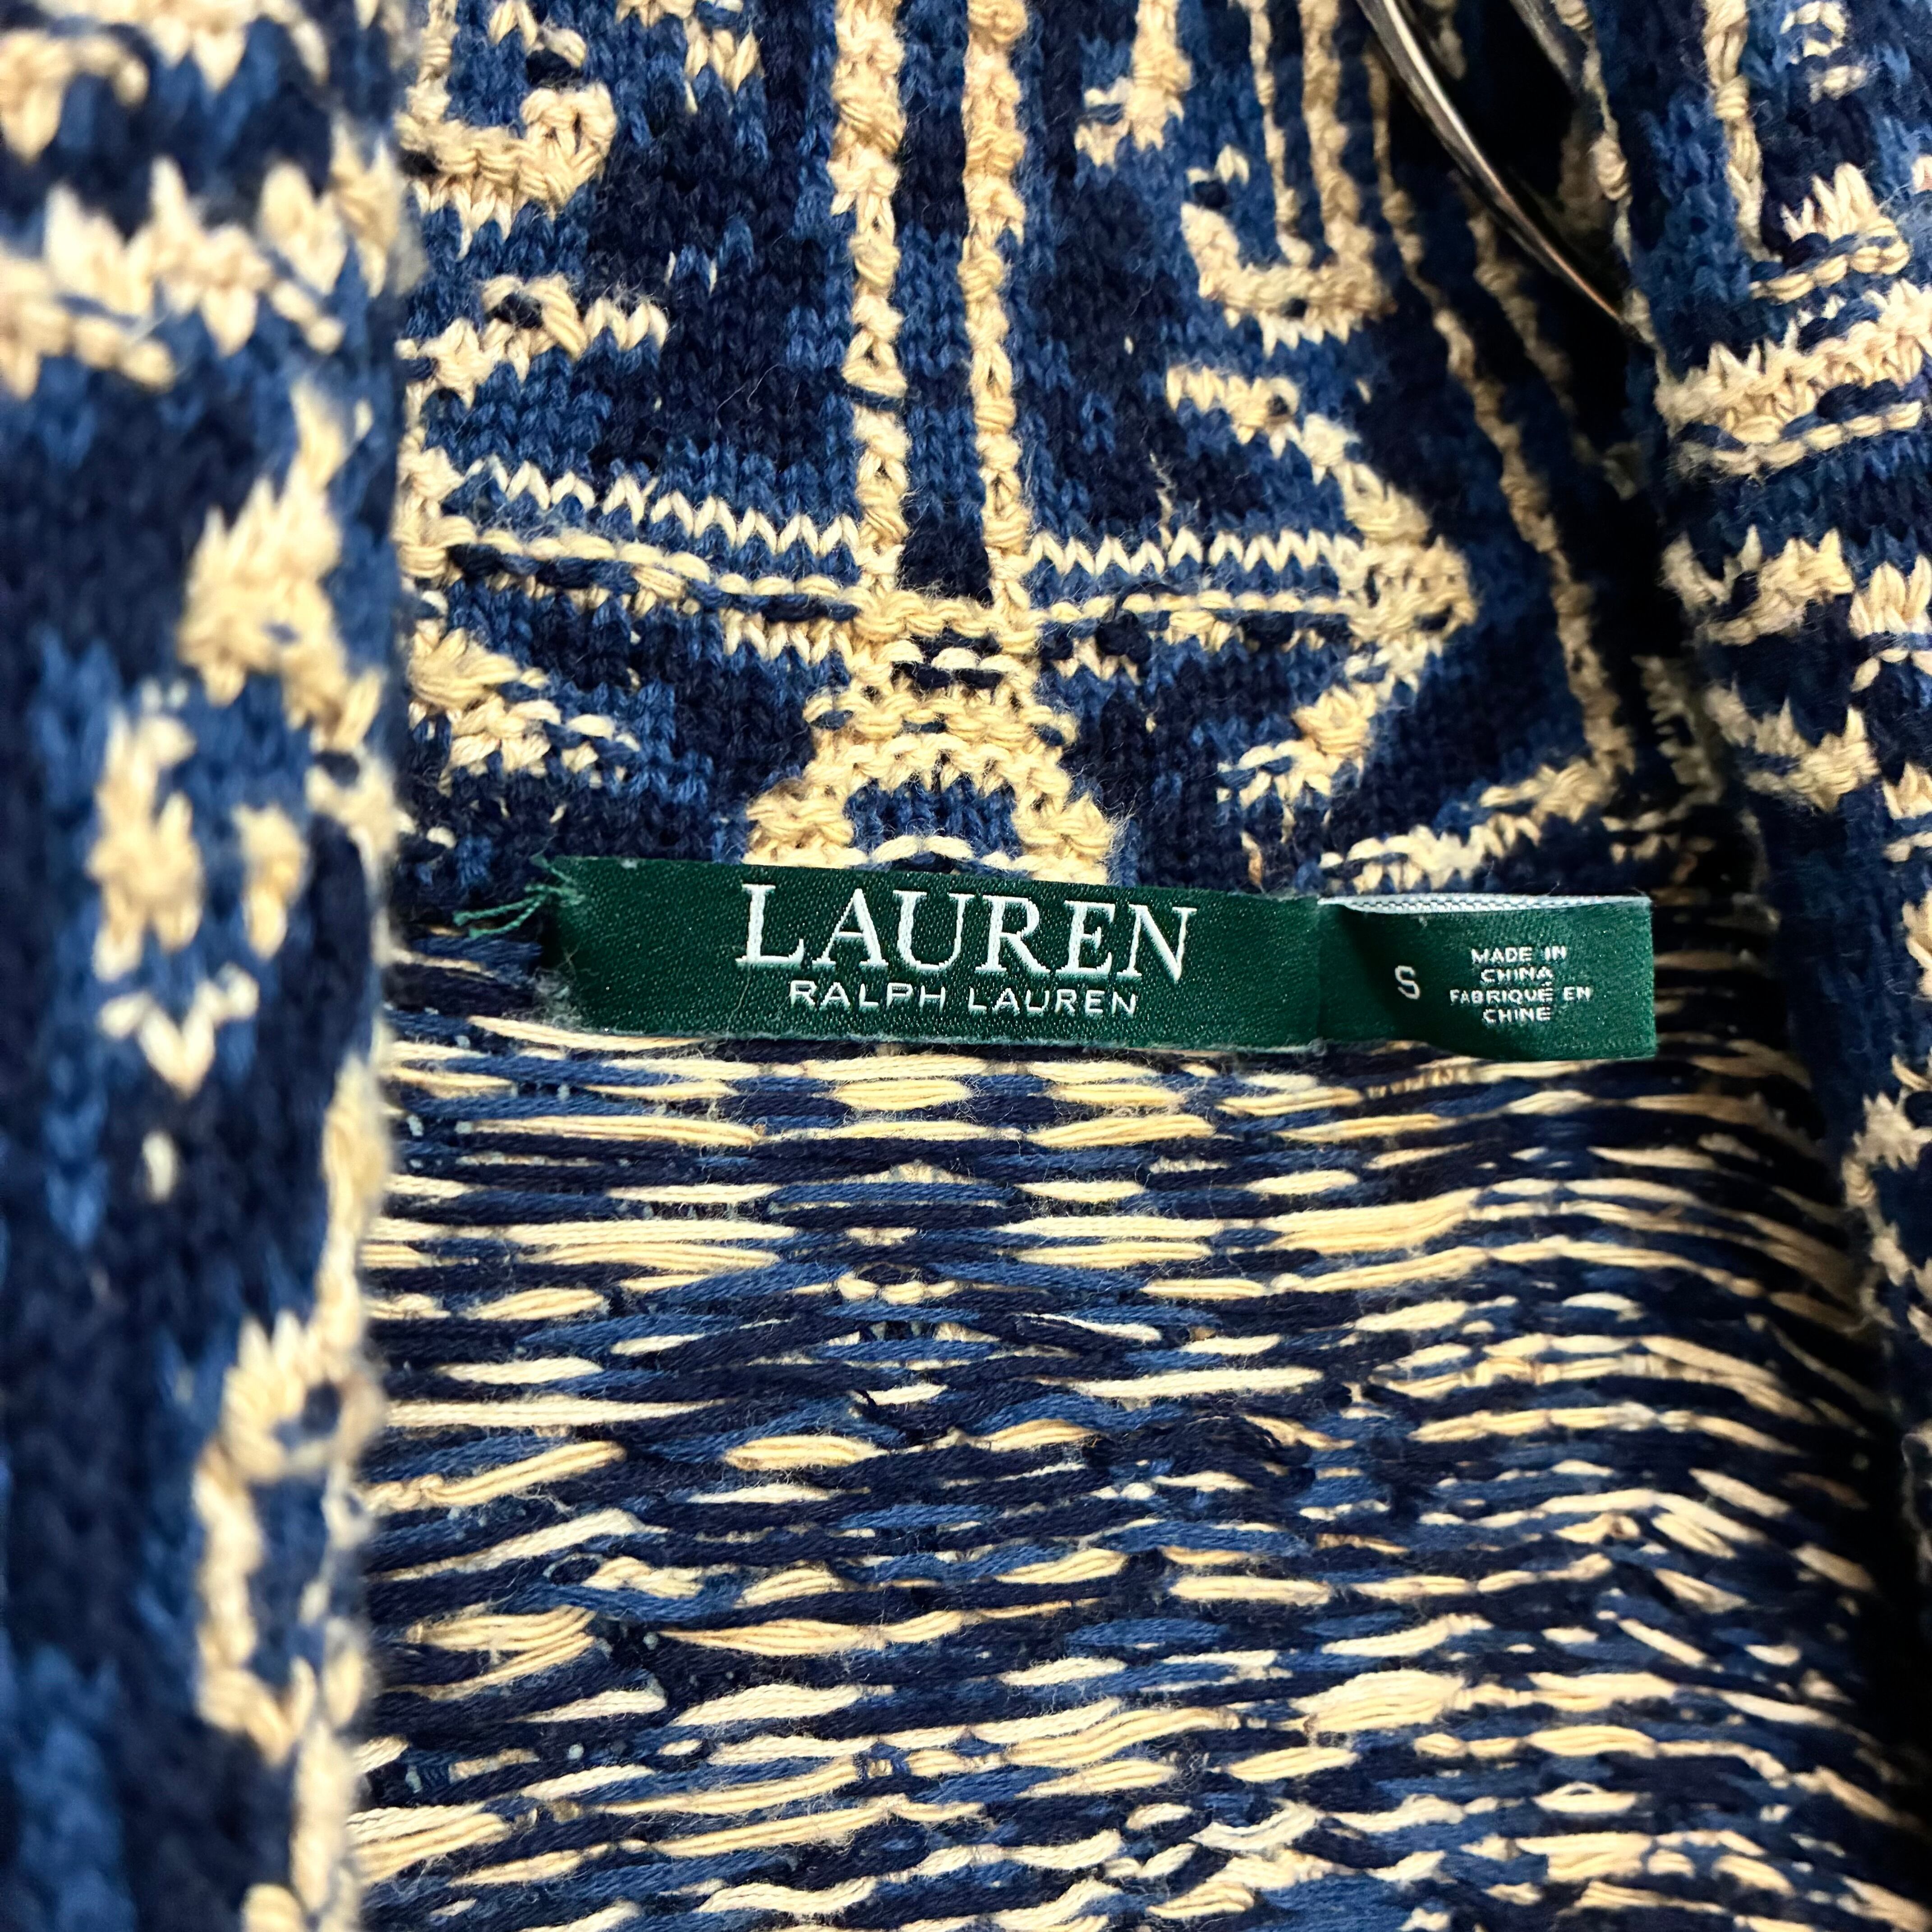 LAUREN
RALPH LAUREN
S
MADE IN
CHINA
FABRIQUÉ EN
CHINE